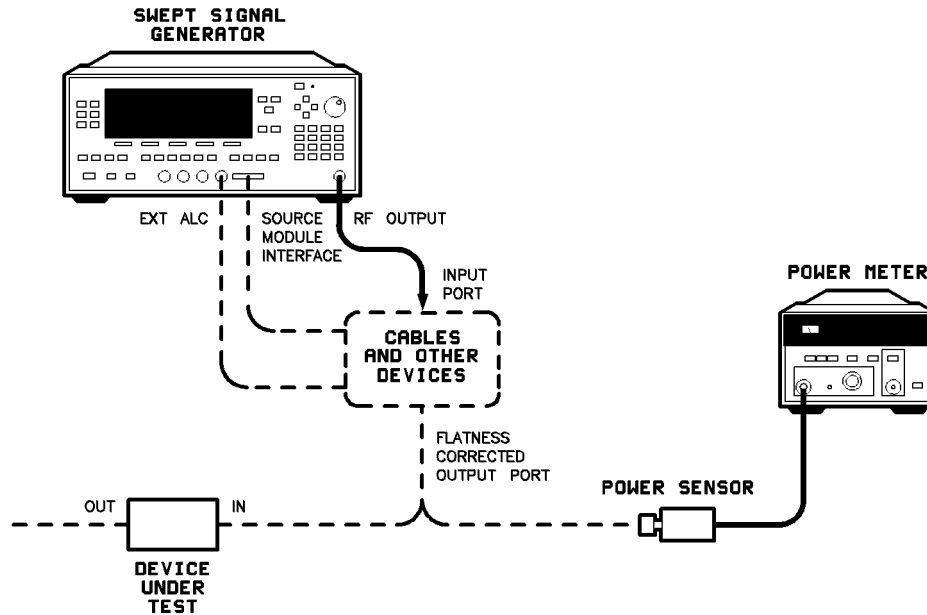 SWEPT SIGNAL
GENERATOR
EXT ALC
SOURCE
MODULE
INTERFACE
RF OUTPUT
INPUT
PORT
POWER METER
CABLES
AND OTHER
DEVICES
FLATNESS
CORRECTED
OUTPUT PORT
POWER SENSOR
OUT
IN
DEVICE
UNDER
TEST